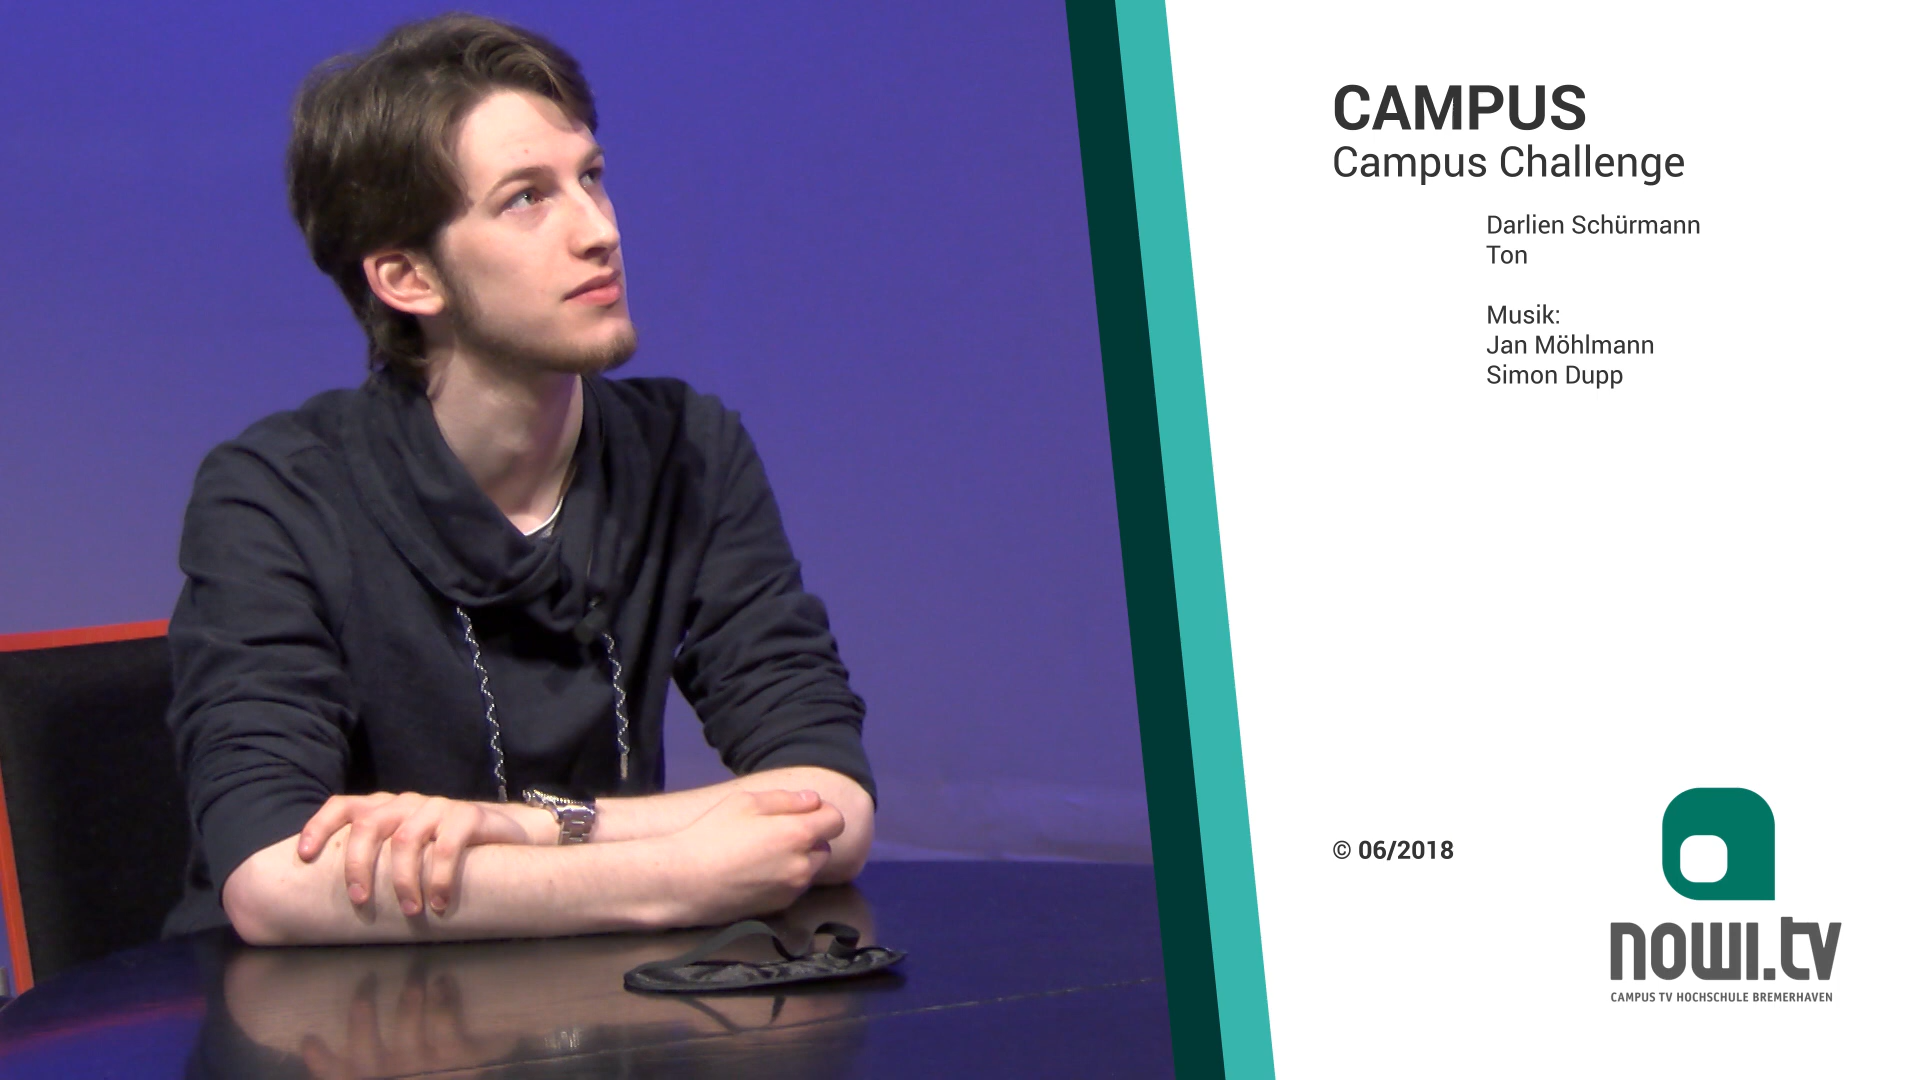 CAMPUS
Campus Challenge
Darlien Schürmann
Ton
Musik:
Jan Möhlmann
Simon Dupp
© 06/2018
nowi.tv
CAMPUS TV HOCHSCHULE BREMERHAVEN